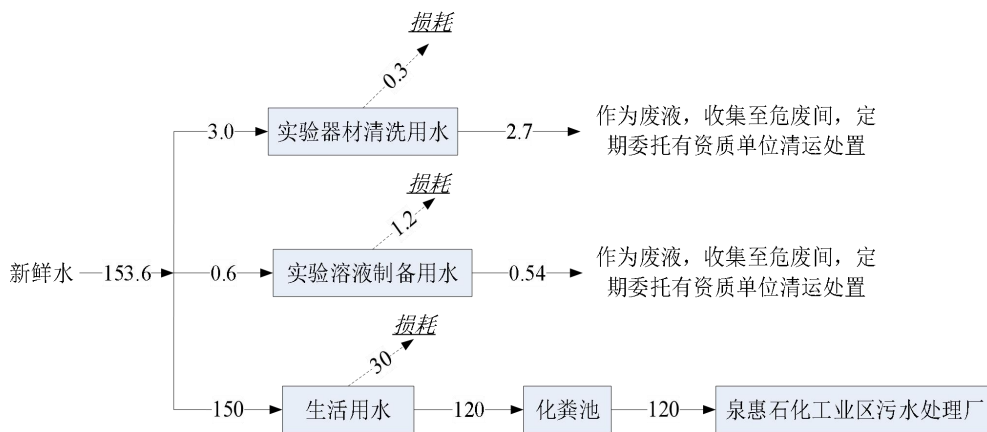 损耗
0.3
3.0
实验器材清洗用水
2.7
作为废液，收集至危废间，定
期委托有资质单位清运处置
损耗
1.2
新鲜水
153.6
0.6
实验溶液制备用水
0.54
作为废液，收集至危废间，定
期委托有资质单位清运处置
损耗
30
150
生活用水
120
化粪池
120
泉惠石化工业区污水处理厂